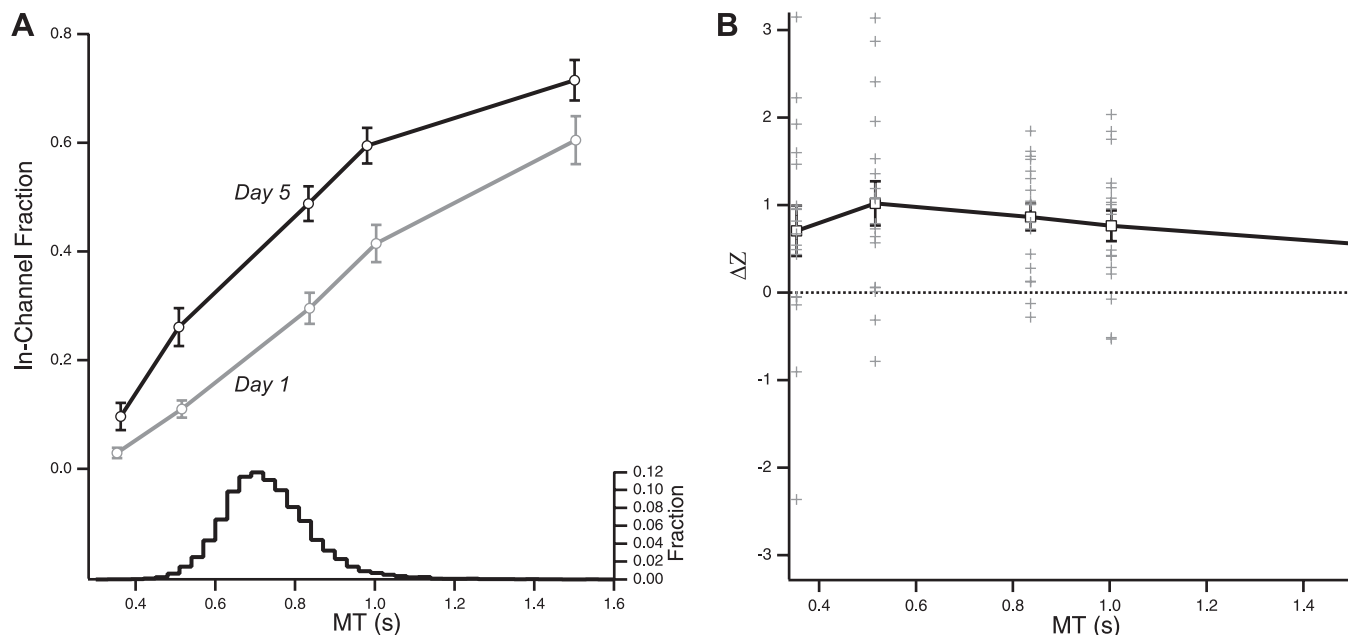 A
0.8
0.6
0.4
0.2
0.0
In-Channel Fraction
Day 5
Day 1
0.12
0.10
0.08
0.06
0.04
0.02
0.00
Fraction
0.4 0.6 0.8 1.0 1.2 1.4 1.6
MT (s)
B
3
2
1
0
-1
-2
-3
ΔZ
0.4 0.6 0.8 1.0 1.2 1.4
MT (s)